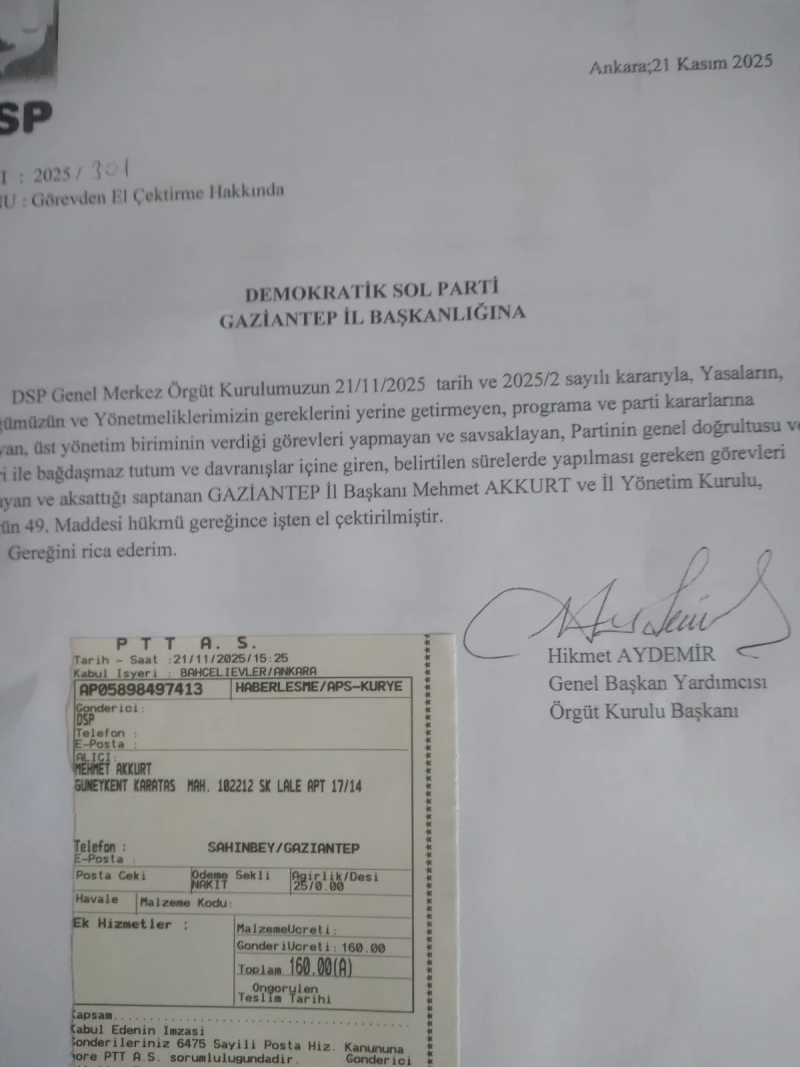 Ankara;21 Kasım 2025
SP
I : 2025 / 301
U : Görevden El Çektirme Hakkında
DEMOKRATİK SOL PARTİ
GAZİANTEP İL BAŞKANLIĞINA
DSP Genel Merkez Örgüt Kurulumuzun 21/11/2025 tarih ve 2025/2 sayılı kararıyla, Yasaların,
ümüzün ve Yönetmeliklerimizin gereklerini yerine getirmeyen, programa ve parti kararlarına
yan, üst yönetim biriminin verdiği görevleri yapmayan ve savsaklayan, Partinin genel doğrultusu ve
i ile bağdaşmaz tutum ve davranışlar içine giren, belirtilen sürelerde yapılması gereken görevleri
ayan ve aksattığı saptanan GAZİANTEP İl Başkanı Mehmet AKKURT ve İl Yönetim Kurulu,
ün 49. Maddesi hükmü gereğince işten el çektirilmiştir.
Gereğini rica ederim.
Hikmet AYDEMİR
Genel Başkan Yardımcısı
Örgüt Kurulu Başkanı
PTT A.S.
Tarih - Saat :21/11/2025/15:25
Kabul Isyeri : BAHCELIEVLER/ANKARA
AP05898497413 HABERLESME/APS-KURYE
Gonderici:
DSP
Telefon :
E-Posta :
ALICI:
MEHMET AKKURT
GUNEYKENT KARATAS MAH. 102212 SK LALE APT 17/14
Telefon : SAHINBEY/GAZIANTEP
E-Posta :
Posta Ceki Odeme Sekli Agirlik/Desi
NAKIT 25/0.00
Havale Malzeme Kodu:
Ek Hizmetler : MalzemeUcreti:
GonderiUcreti: 160.00
Toplam 160.00(A)
Ongorulen
Teslim Tarihi
Kapsam
Kabul Edenin Imzasi
Gonderileriniz 6475 Sayili Posta Hiz. Kanununa
gore PTT A.S. sorumlulugundadir. Gonderici